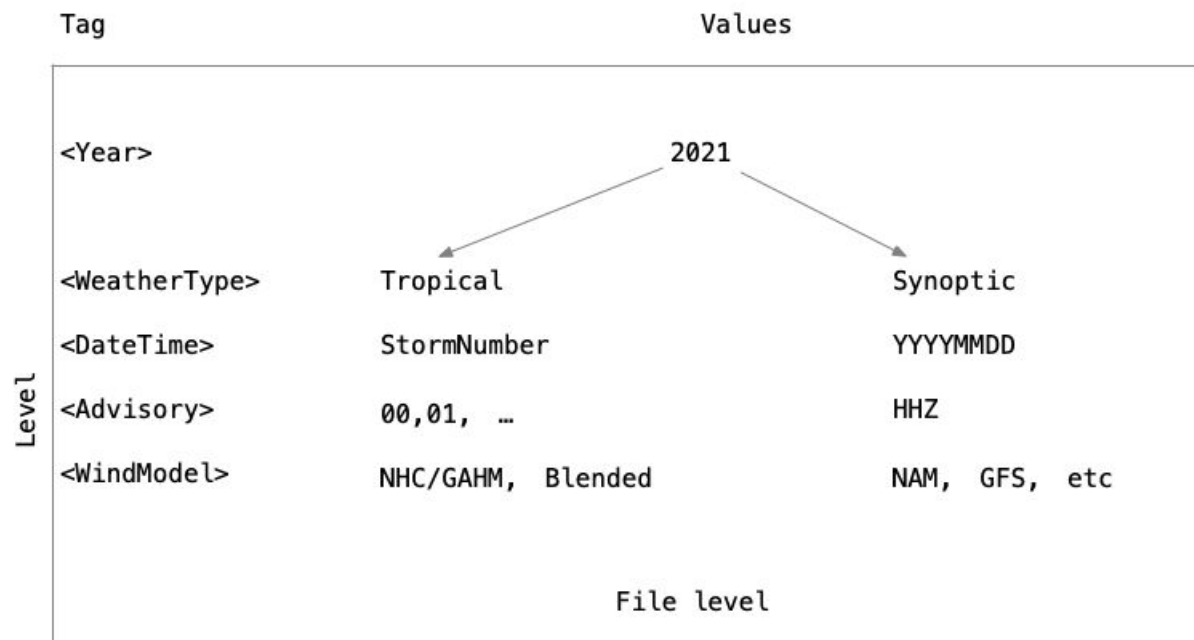 Tag Values
<Year> 2021
<WeatherType> Tropical Synoptic
<DateTime> StormNumber YYYYMMDD
Level
<Advisory> 00,01, … HHZ
<WindModel> NHC/GAHM, Blended NAM, GFS, etc
File level